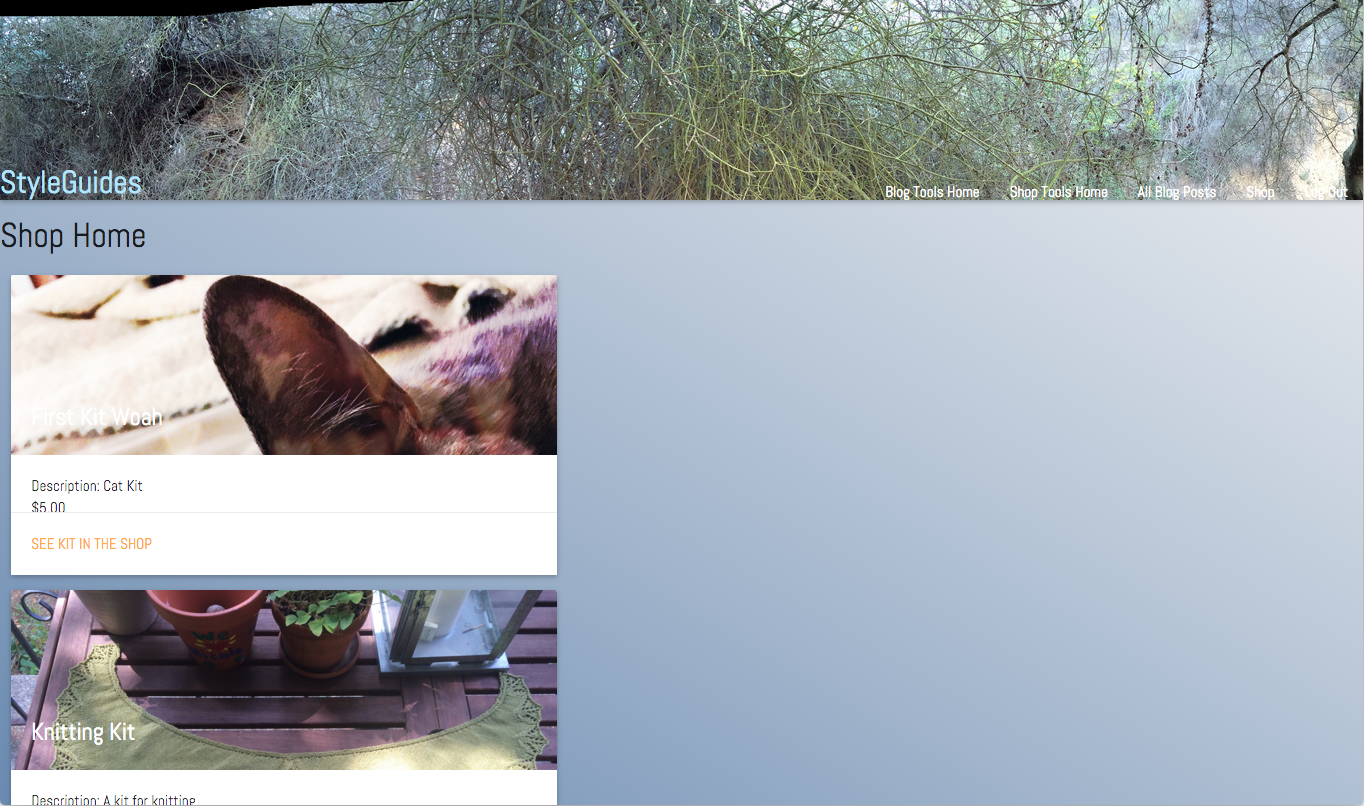 StyleGuides
Blog Tools Home Shop Tools Home All Blog Posts Shop Log Out
Shop Home
First Kit Woah
Description: Cat Kit
$5.00
SEE KIT IN THE SHOP
Knitting Kit
Description: A kit for knitting